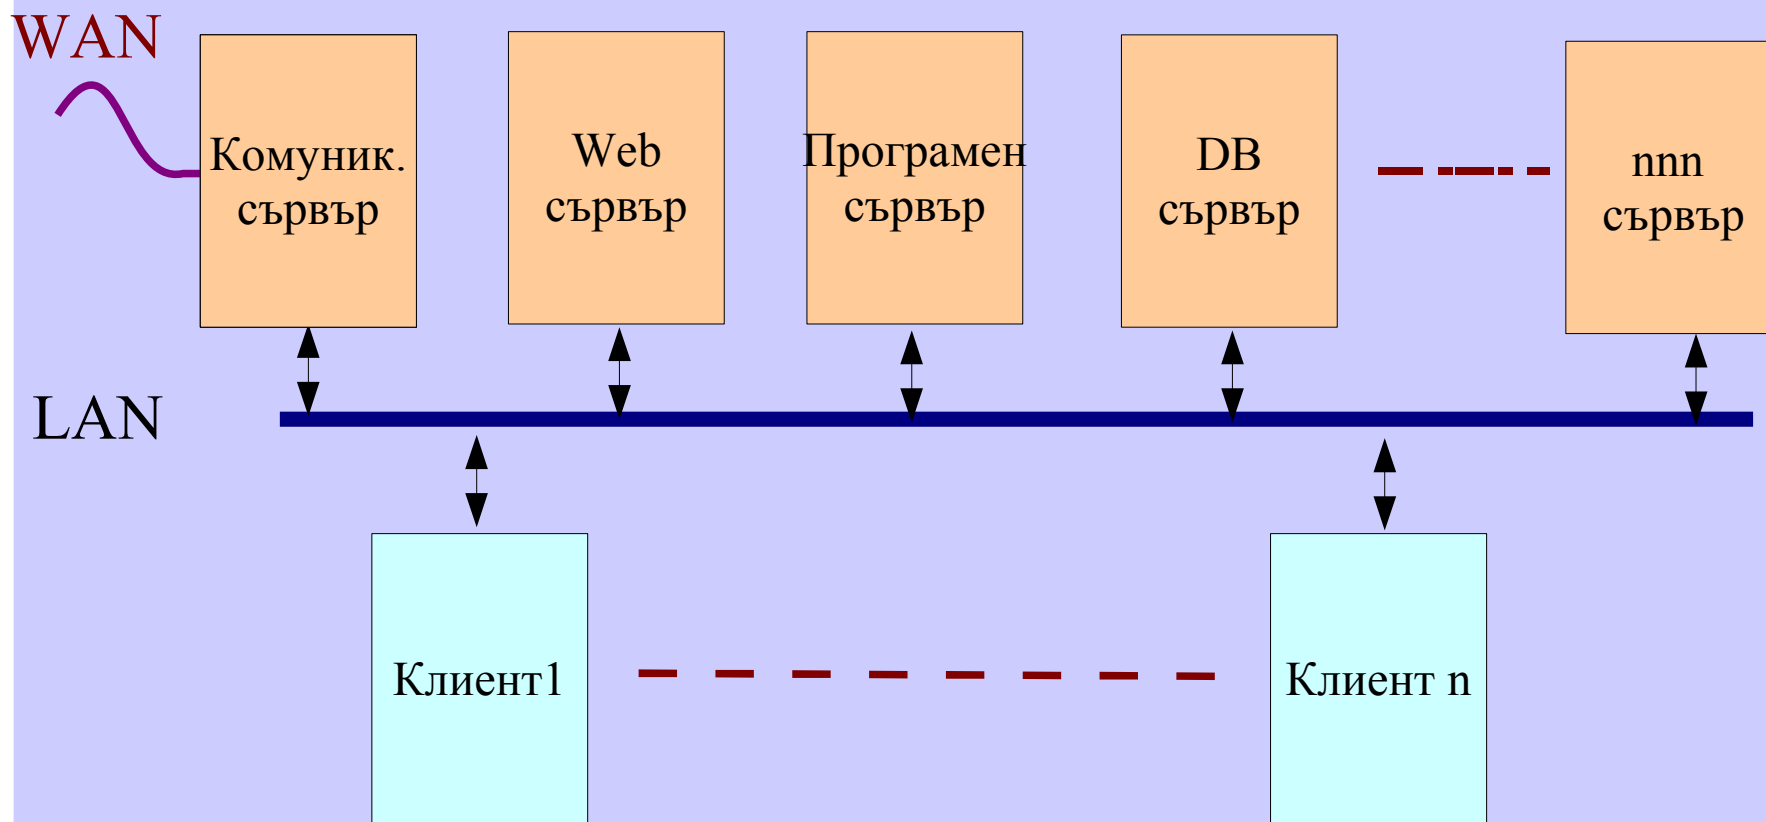 WAN
Комуник.
сървър
Web
сървър
Програмен
сървър
DB
сървър
nnn
сървър
LAN
Клиент1
Клиент n